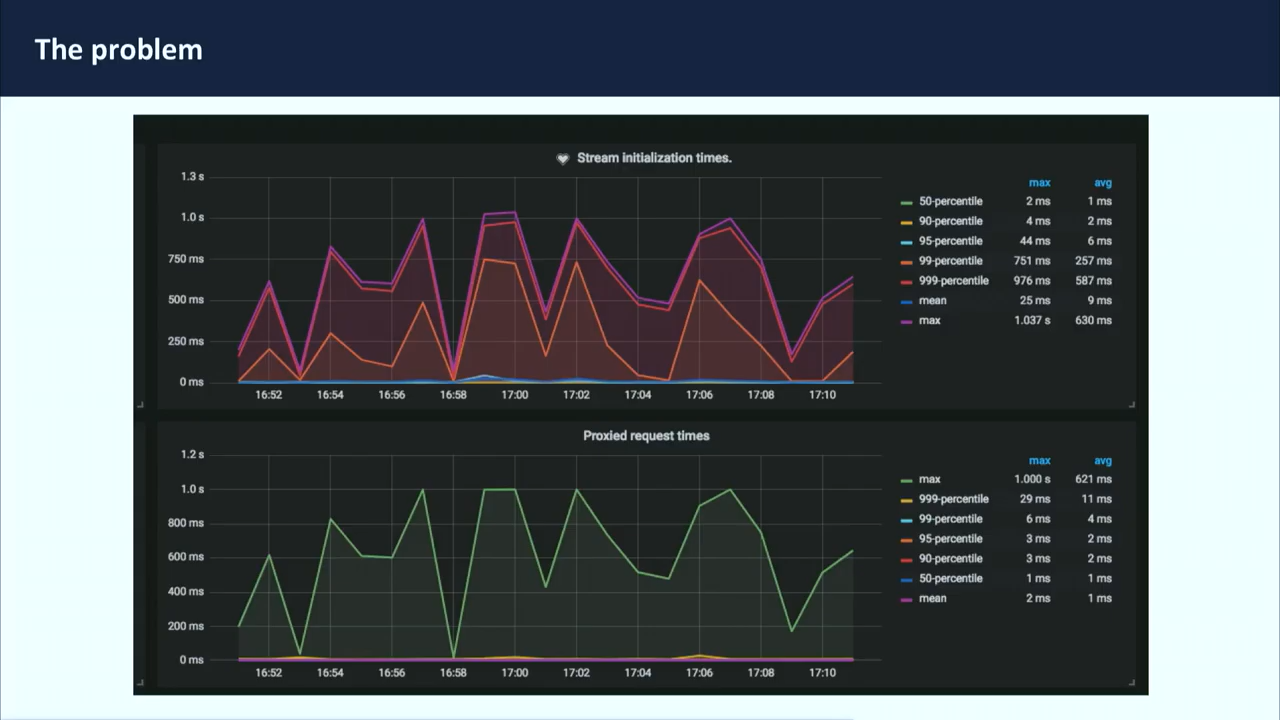 The problem
Stream initialization times.
1.3 s
1.0 s
750 ms
500 ms
250 ms
0 ms
16:52 16:54 16:56 16:58 17:00 17:02 17:04 17:06 17:08 17:10
max avg
50-percentile 2 ms 1 ms
90-percentile 4 ms 2 ms
95-percentile 44 ms 6 ms
99-percentile 751 ms 257 ms
999-percentile 976 ms 587 ms
mean 25 ms 9 ms
max 1.037 s 630 ms
Proxied request times
1.2 s
1.0 s
800 ms
600 ms
400 ms
200 ms
0 ms
16:52 16:54 16:56 16:58 17:00 17:02 17:04 17:06 17:08 17:10
max avg
max 1.000 s 621 ms
999-percentile 29 ms 11 ms
99-percentile 6 ms 4 ms
95-percentile 3 ms 2 ms
90-percentile 3 ms 2 ms
50-percentile 1 ms 1 ms
mean 2 ms 1 ms